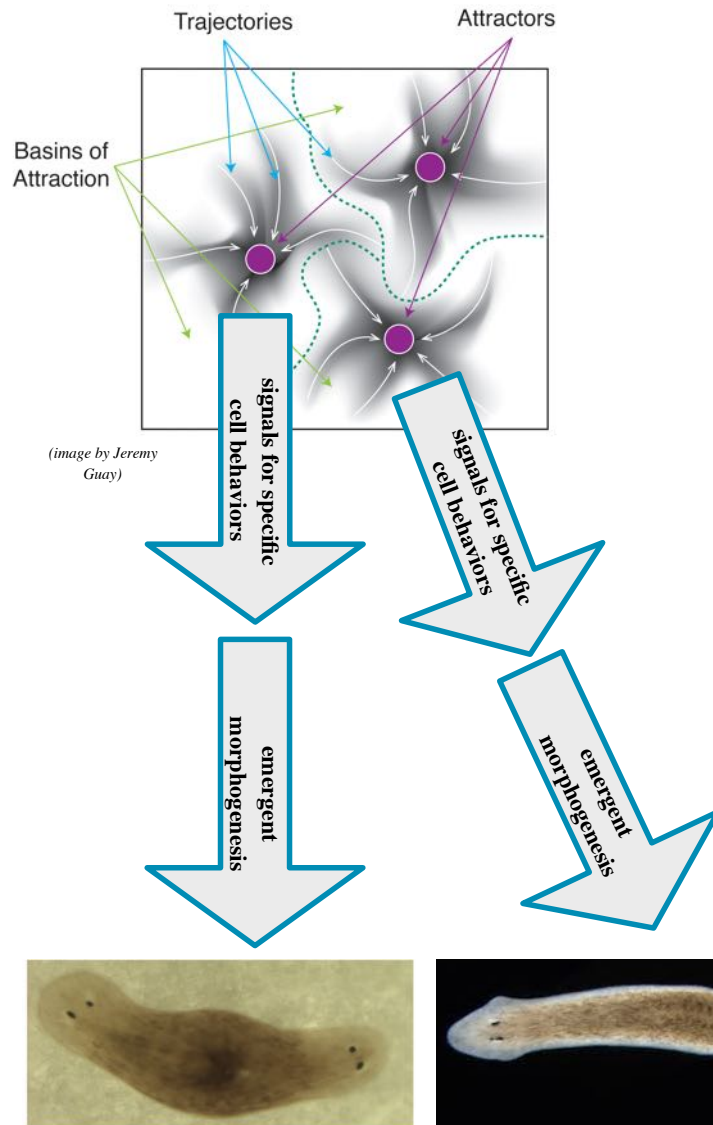 Trajectories
Attractors
Basins of
Attraction
(image by Jeremy
Guay)
signals for specific
cell behaviors
signals for specific
cell behaviors
emergent
morphogenesis
emergent
morphogenesis